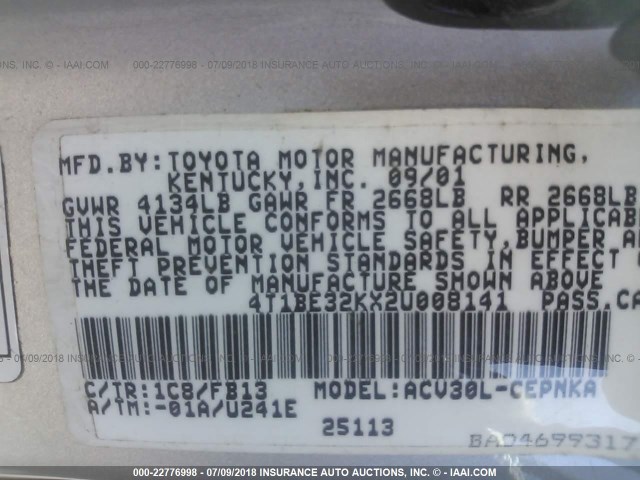 ONS, INC. - IAAI.COM 000-22776998 / 07/09/2018 INSURANCE AUTO AUCTIONS, INC. - IAAI.COM
MFD.BY:TOYOTA MOTOR MANUFACTURING,
KENTUCKY,INC. 09/01
GVWR 4134LB GAWR FR 2668LB RR 2668LB
THIS VEHICLE CONFORMS TO ALL APPLICAB
FEDERAL MOTOR VEHICLE SAFETY,BUMPER A
THEFT PREVENTION STANDARDS IN EFFECT
THE DATE OF MANUFACTURE SHOWN ABOVE
4T1BE32KX2U008141 PASS.CA
C/TR:1C8/FB13 MODEL:ACV30L-CEPNKA
A/TM:-01A/U241E
25113
BAD4699317
000-22776998 / 07/09/2018 INSURANCE AUTO AUCTIONS, INC. - IAAI.COM